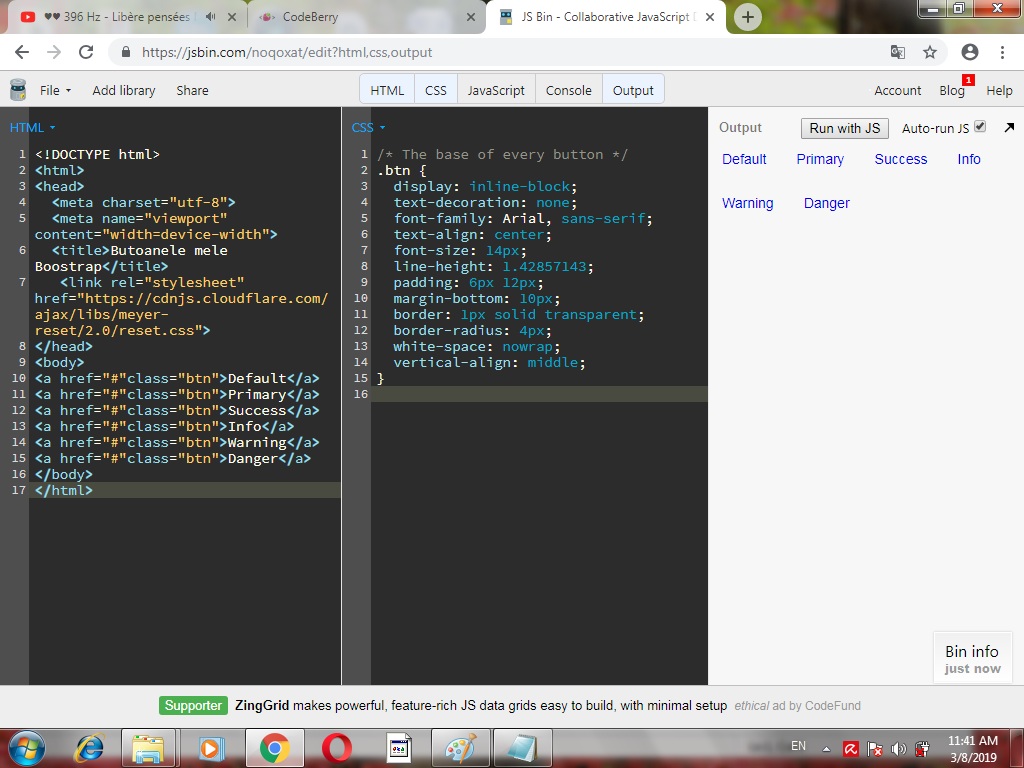 ♥♥ 396 Hz - Libère pensées
CodeBerry
JS Bin - Collaborative JavaScript
https://jsbin.com/noqoxat/edit?html,css,output
File
Add library
Share
HTML
CSS
JavaScript
Console
Output
Account
Blog
1
Help
HTML
1 <!DOCTYPE html>
2 <html>
3 <head>
4 <meta charset="utf-8">
5 <meta name="viewport"
content="width=device-width">
6 <title>Butoanele mele
Boostrap</title>
7 <link rel="stylesheet"
href="https://cdnjs.cloudflare.com/
ajax/libs/meyer-
reset/2.0/reset.css">
8 </head>
9 <body>
10 <a href="#"class="btn">Default</a>
11 <a href="#"class="btn">Primary</a>
12 <a href="#"class="btn">Success</a>
13 <a href="#"class="btn">Info</a>
14 <a href="#"class="btn">Warning</a>
15 <a href="#"class="btn">Danger</a>
16 </body>
17 </html>
CSS
1 /* The base of every button */
2 .btn {
3 display: inline-block;
4 text-decoration: none;
5 font-family: Arial, sans-serif;
6 text-align: center;
7 font-size: 14px;
8 line-height: 1.42857143;
9 padding: 6px 12px;
10 margin-bottom: 10px;
11 border: 1px solid transparent;
12 border-radius: 4px;
13 white-space: nowrap;
14 vertical-align: middle;
15 }
16
Output
Run with JS
Auto-run JS
Default Primary Success Info
Warning Danger
Bin info
just now
Supporter ZingGrid makes powerful, feature-rich JS data grids easy to build, with minimal setup ethical ad by CodeFund
EN
11:41 AM
3/8/2019